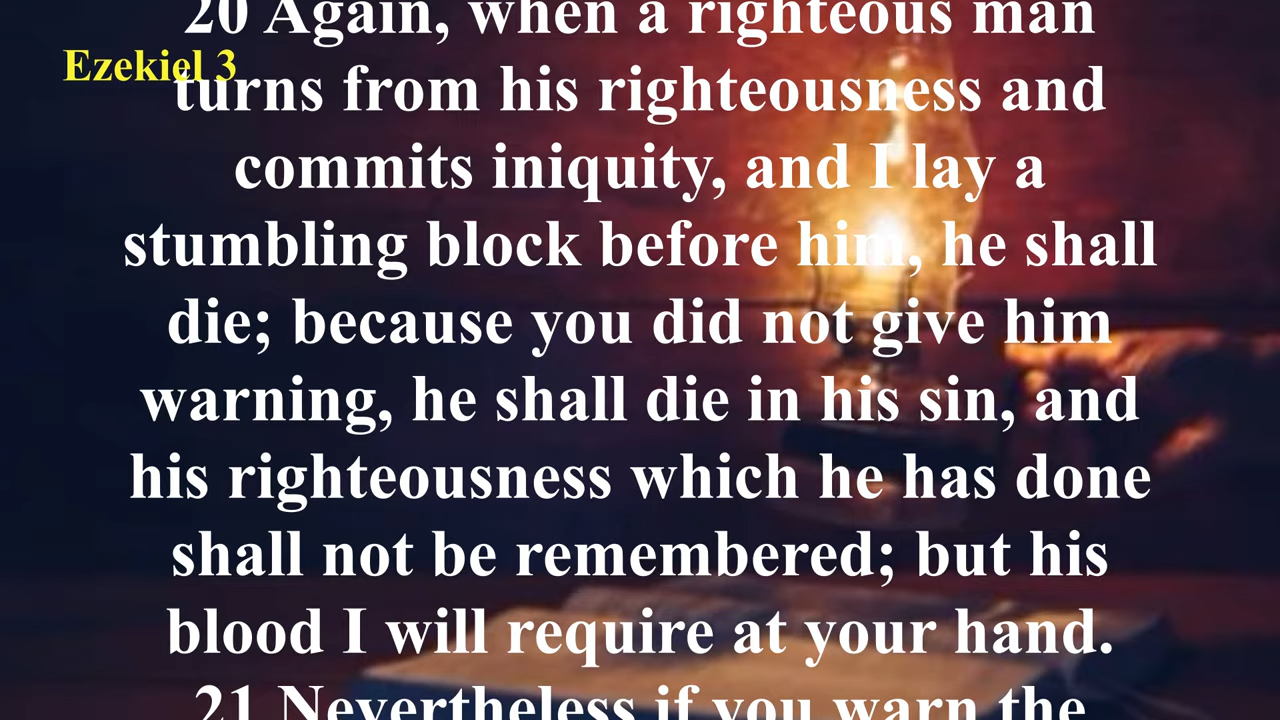 20 Again, when a righteous man
Ezekiel 3
turns from his righteousness and
commits iniquity, and I lay a
stumbling block before him, he shall
die; because you did not give him
warning, he shall die in his sin, and
his righteousness which he has done
shall not be remembered; but his
blood I will require at your hand.
21 Nevertheless if you warn the